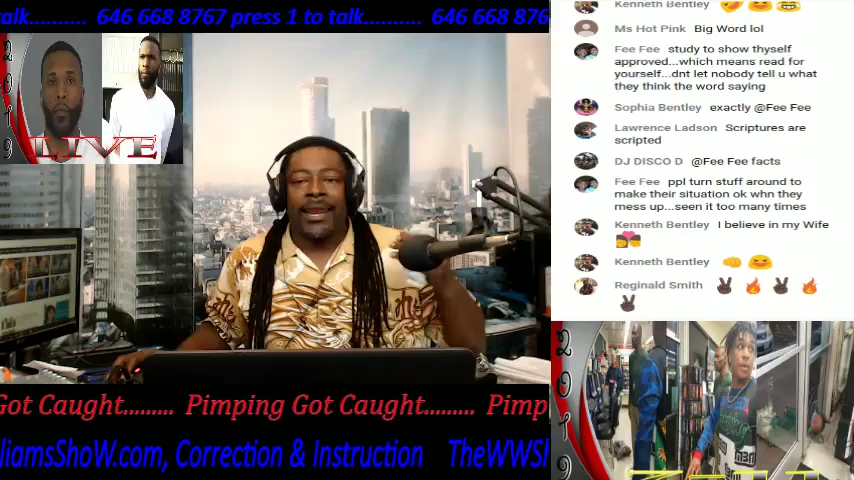 talk.......... 646 668 8767 press 1 to talk.......... 646 668 876
Kenneth Bentley
Ms Hot Pink Big Word lol
Fee Fee study to show thyself
approved...which means read for
yourself...dnt let nobody tell u what
they think the word saying
Sophia Bentley exactly @Fee Fee
Lawrence Ladson Scriptures are
scripted
DJ DISCO D @Fee Fee facts
Fee Fee ppl turn stuff around to
make their situation ok whn they
mess up...seen it too many times
Kenneth Bentley I believe in my Wife
Kenneth Bentley
Reginald Smith
2019
LIVE
2019
Got Caught......... Pimping Got Caught......... Pimp
lliamsShoW.com, Correction & Instruction TheWWSh